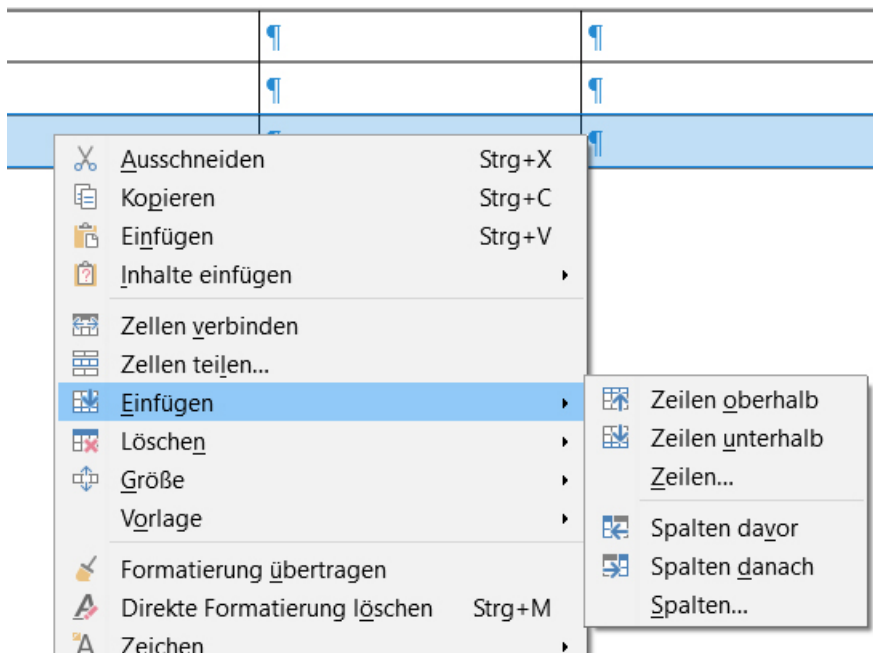 ¶ ¶
¶ ¶
¶
Ausschneiden Strg+X
Kopieren Strg+C
Einfügen Strg+V
Inhalte einfügen
Zellen verbinden
Zellen teilen...
Einfügen
Löschen
Größe
Vorlage
Formatierung übertragen
Direkte Formatierung löschen Strg+M
Zeichen
Zeilen oberhalb
Zeilen unterhalb
Zeilen...
Spalten davor
Spalten danach
Spalten...